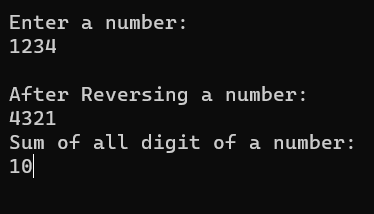 Enter a number:
1234
After Reversing a number:
4321
Sum of all digit of a number:
10